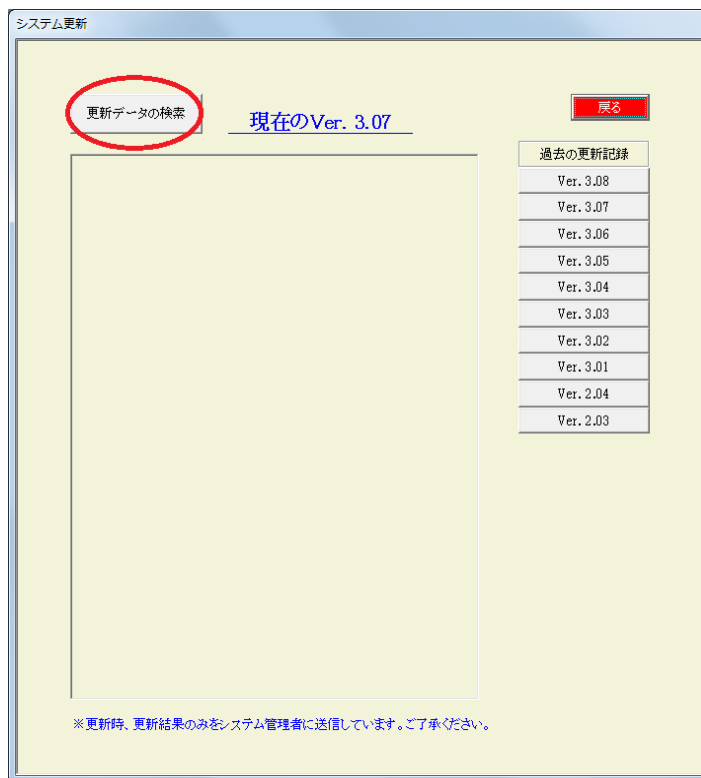 システム更新
更新データの検索
現在のVer. 3.07
戻る
過去の更新記録
Ver. 3.08
Ver. 3.07
Ver. 3.06
Ver. 3.05
Ver. 3.04
Ver. 3.03
Ver. 3.02
Ver. 3.01
Ver. 2.04
Ver. 2.03
※更新時、更新結果のみをシステム管理者に送信しています。ご了承ください。